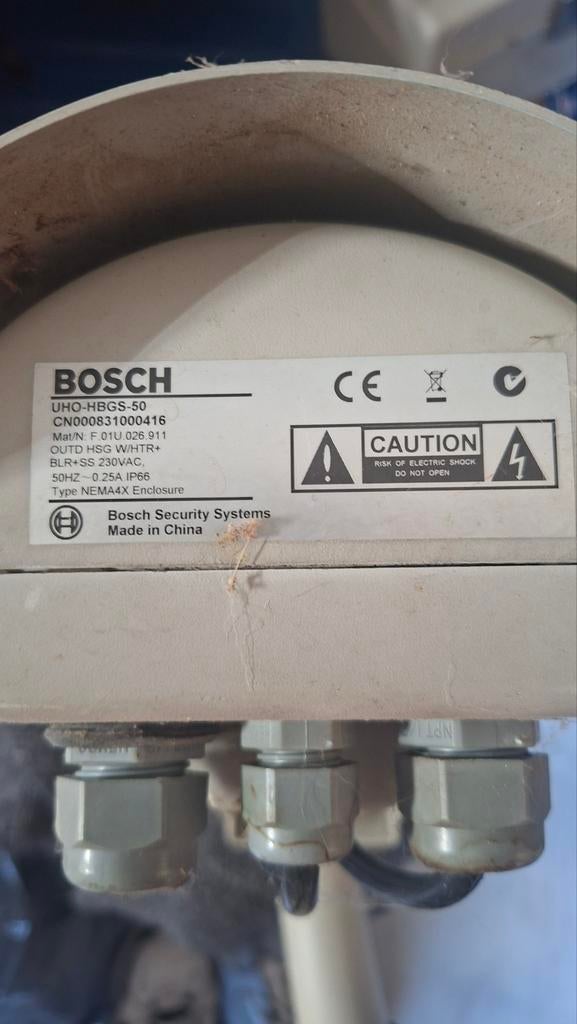 BOSCH
UHO-HBGS-50
CN000831000416
Mat/N: F.01U.026.911
OUTD HSG W/HTR+
BLR+SS 230VAC,
50HZ~0.25A IP66
Type NEMA4X Enclosure
Bosch Security Systems
Made in China
CE
CAUTION
RISK OF ELECTRIC SHOCK
DO NOT OPEN